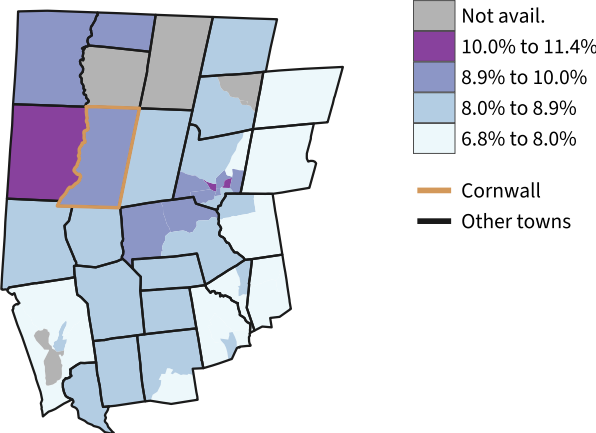 Not avail.
10.0% to 11.4%
8.9% to 10.0%
8.0% to 8.9%
6.8% to 8.0%
Cornwall
Other towns